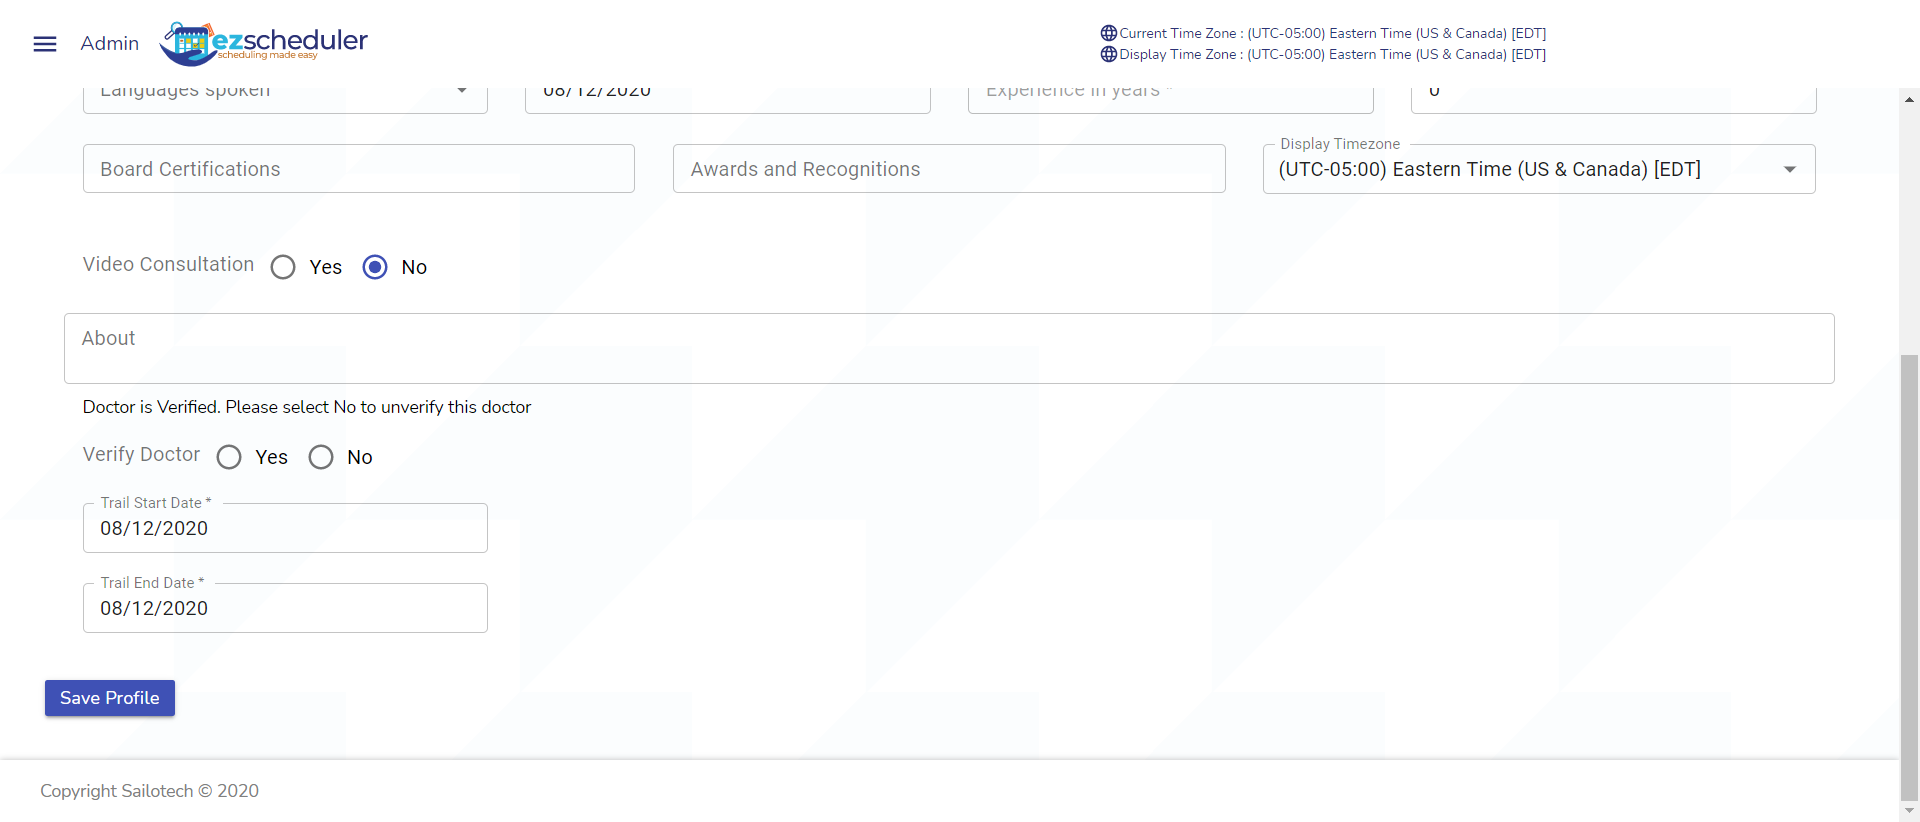 Admin
ezscheduler
scheduling made easy
Current Time Zone : (UTC-05:00) Eastern Time (US & Canada) [EDT]
Display Time Zone : (UTC-05:00) Eastern Time (US & Canada) [EDT]
Languages spoken 08/12/2020 Experience in years * 0
Display Timezone
Board Certifications Awards and Recognitions (UTC-05:00) Eastern Time (US & Canada) [EDT]
Video Consultation Yes No
About
Doctor is Verified. Please select No to unverify this doctor
Verify Doctor Yes No
Trail Start Date *
08/12/2020
Trail End Date *
08/12/2020
Save Profile
Copyright Sailotech © 2020